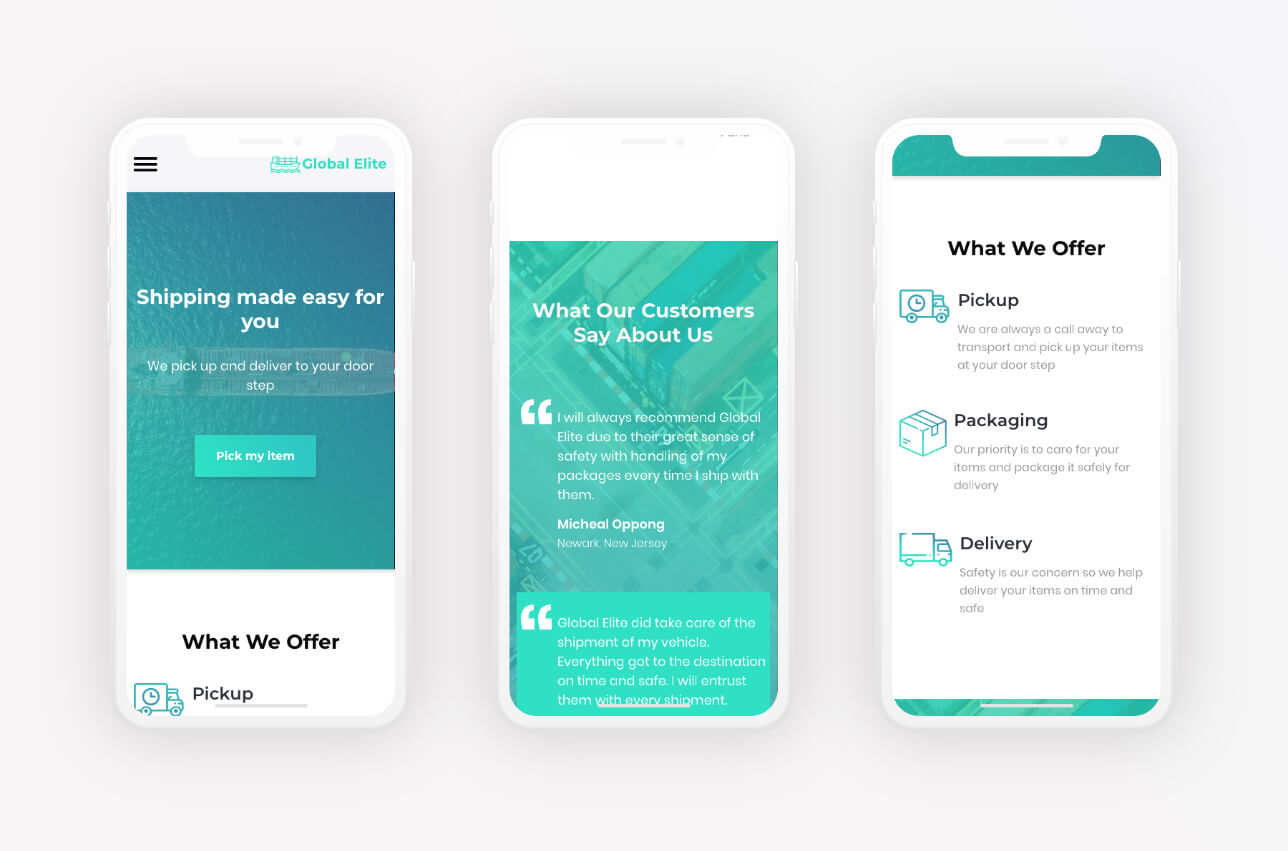 Global Elite
Shipping made easy for
you
We pick up and deliver to your door
step
Pick my item
What We Offer
Pickup
What Our Customers
Say About Us
I will always recommend Global
Elite due to their great sense of
safety with handling of my
packages every time I ship with
them.
Micheal Oppong
Newark, New Jersey
Global Elite did take care of the
shipment of my vehicle.
Everything got to the destination
on time and safe. I will entrust
them with every shipment.
What We Offer
Pickup
We are always a call away to
transport and pick up your items
at your door step
Packaging
Our priority is to care for your
items and package it safely for
delivery
Delivery
Safety is our concern so we help
deliver your items on time and
safe